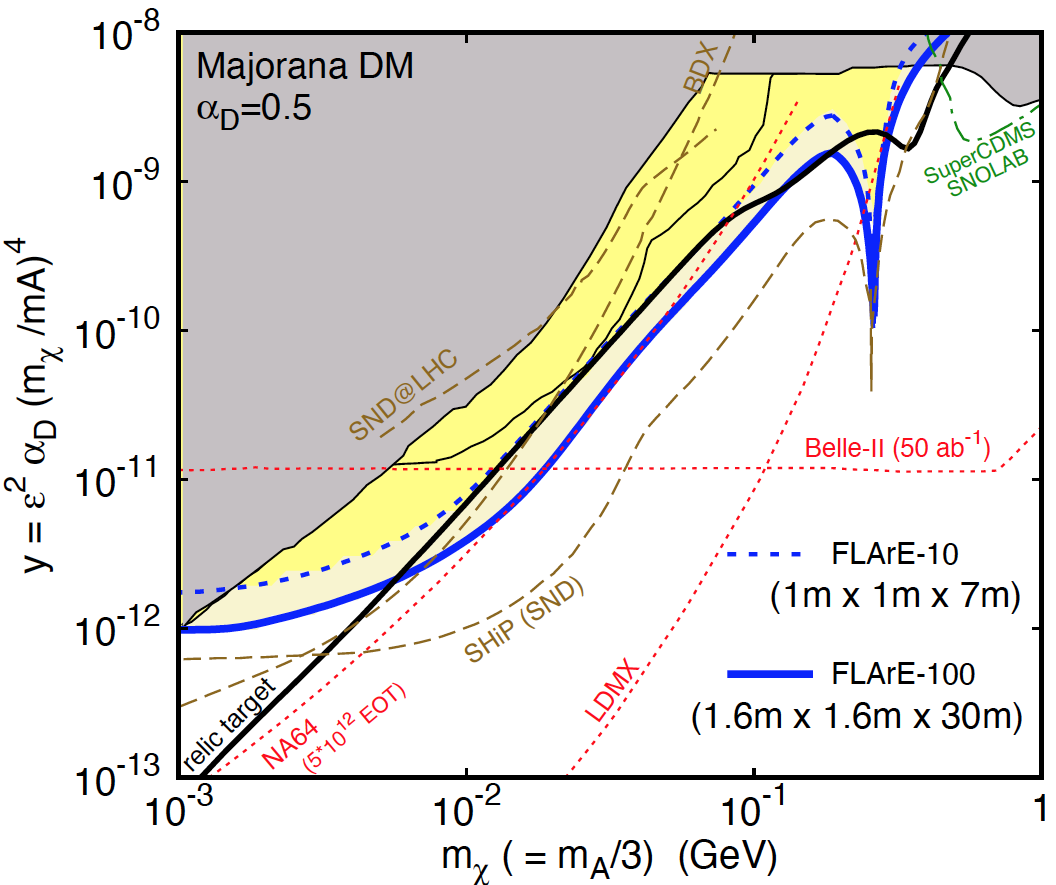 Majorana DM
α_D=0.5
BDX
SuperCDMS
SNOLAB
SND@LHC
Belle-II (50 ab⁻¹)
FLArE-10
(1m x 1m x 7m)
SHiP (SND)
FLArE-100
(1.6m x 1.6m x 30m)
LDMX
relic target
NA64
(5*10¹² EOT)
10⁻⁸
10⁻⁹
10⁻¹⁰
10⁻¹¹
10⁻¹²
10⁻¹³
y = ε² α_D (m_χ /mA)⁴
10⁻³
10⁻²
10⁻¹
1
m_χ ( = m_A/3) (GeV)